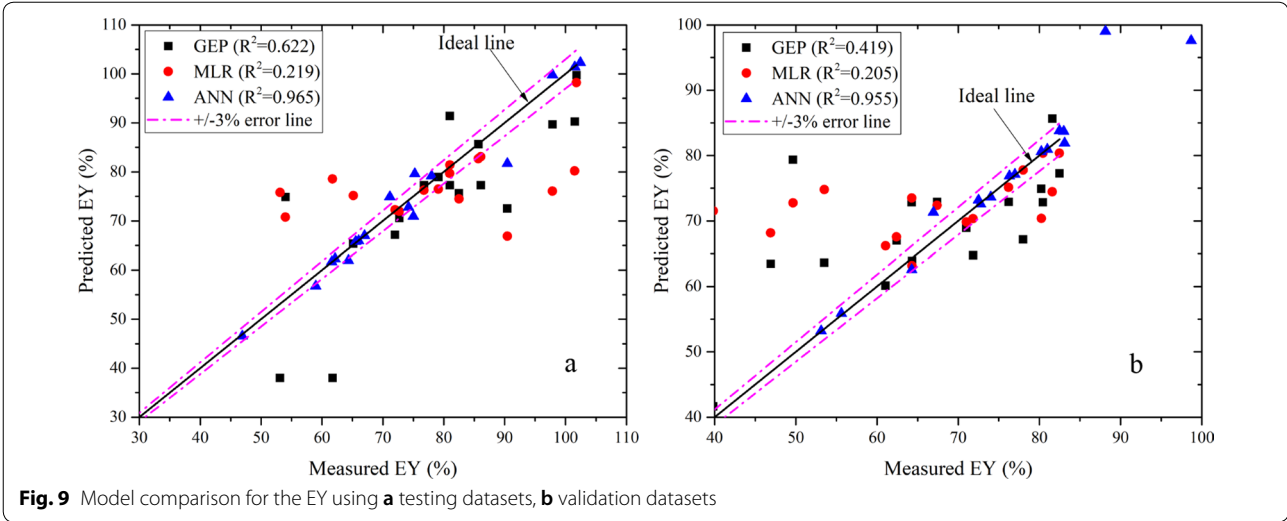 110
100
90
80
70
60
50
40
30
Predicted EY (%)
GEP (R²=0.622)
MLR (R²=0.219)
ANN (R²=0.965)
+/-3% error line
Ideal line
a
30 40 50 60 70 80 90 100 110
Measured EY (%)
100
90
80
70
60
50
40
Predicted EY (%)
GEP (R²=0.419)
MLR (R²=0.205)
ANN (R²=0.955)
+/-3% error line
Ideal line
b
40 50 60 70 80 90 100
Measured EY (%)
Fig. 9 Model comparison for the EY using a testing datasets, b validation datasets